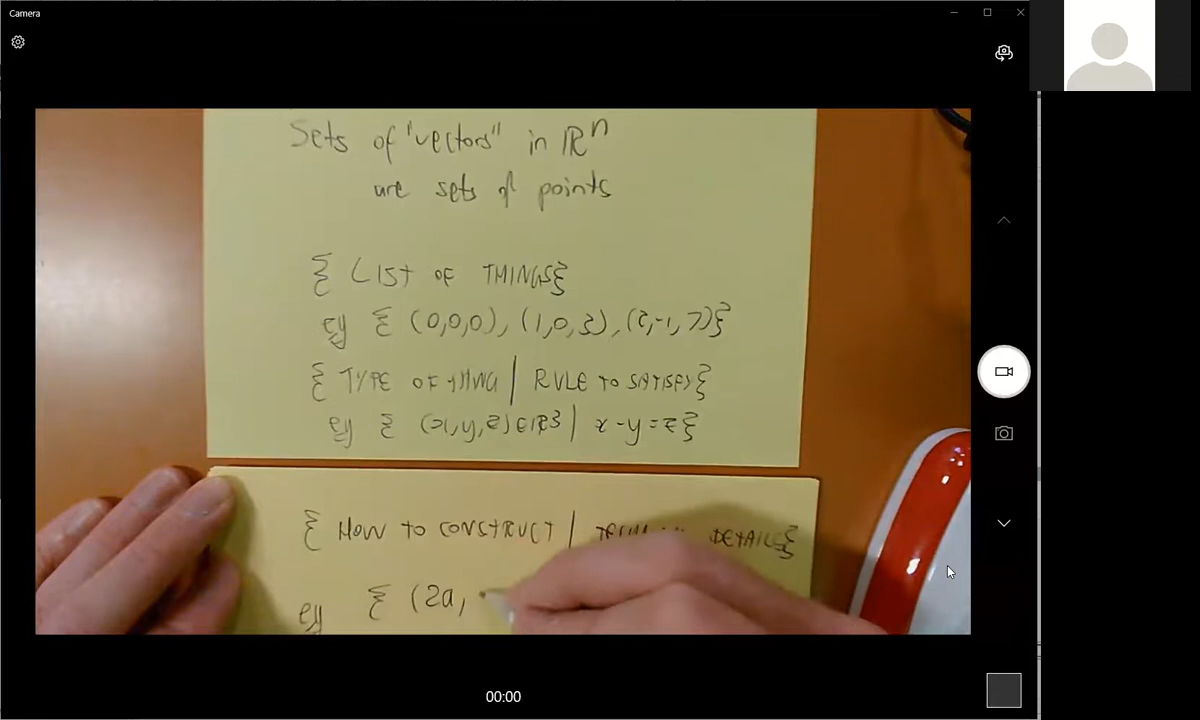 Camera
Sets of "vectors" in ℝⁿ
are sets of points
{ LIST OF THINGS}
eg { (0,0,0), (1,0,3), (2,-1,7)}
{ TYPE OF THING | RULE TO SATISFY}
eg { (x,y,z)∈ℝ³ | x-y=z}
{ HOW TO CONSTRUCT | DETAILS}
eg { (2a,
00:00